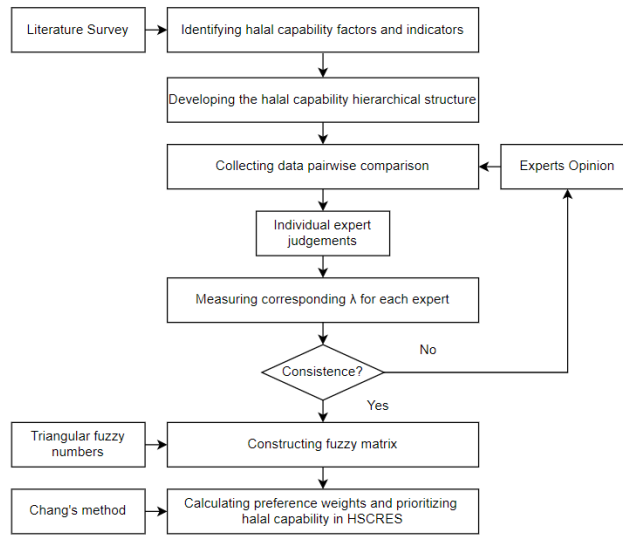 Literature Survey
Identifying halal capability factors and indicators
Developing the halal capability hierarchical structure
Collecting data pairwise comparison
Experts Opinion
Individual expert
judgements
Measuring corresponding λ for each expert
Consistence?
No
Yes
Triangular fuzzy
numbers
Constructing fuzzy matrix
Chang's method
Calculating preference weights and prioritizing
halal capability in HSCRES